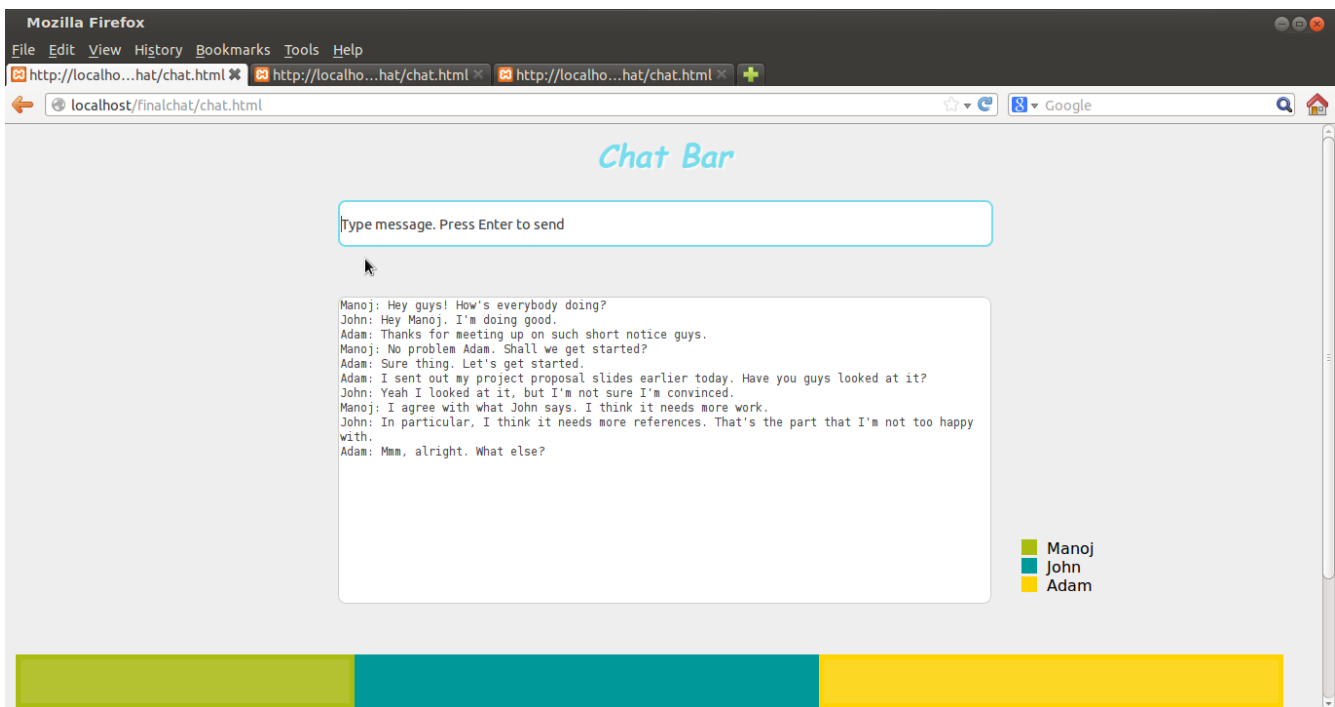 Mozilla Firefox
File Edit View History Bookmarks Tools Help
http://localho...hat/chat.html http://localho...hat/chat.html http://localho...hat/chat.html
localhost/finalchat/chat.html Google
Chat Bar
Type message. Press Enter to send
Manoj: Hey guys! How's everybody doing?
John: Hey Manoj. I'm doing good.
Adam: Thanks for meeting up on such short notice guys.
Manoj: No problem Adam. Shall we get started?
Adam: Sure thing. Let's get started.
Adam: I sent out my project proposal slides earlier today. Have you guys looked at it?
John: Yeah I looked at it, but I'm not sure I'm convinced.
Manoj: I agree with what John says. I think it needs more work.
John: In particular, I think it needs more references. That's the part that I'm not too happy
with.
Adam: Mmm, alright. What else?
Manoj
John
Adam